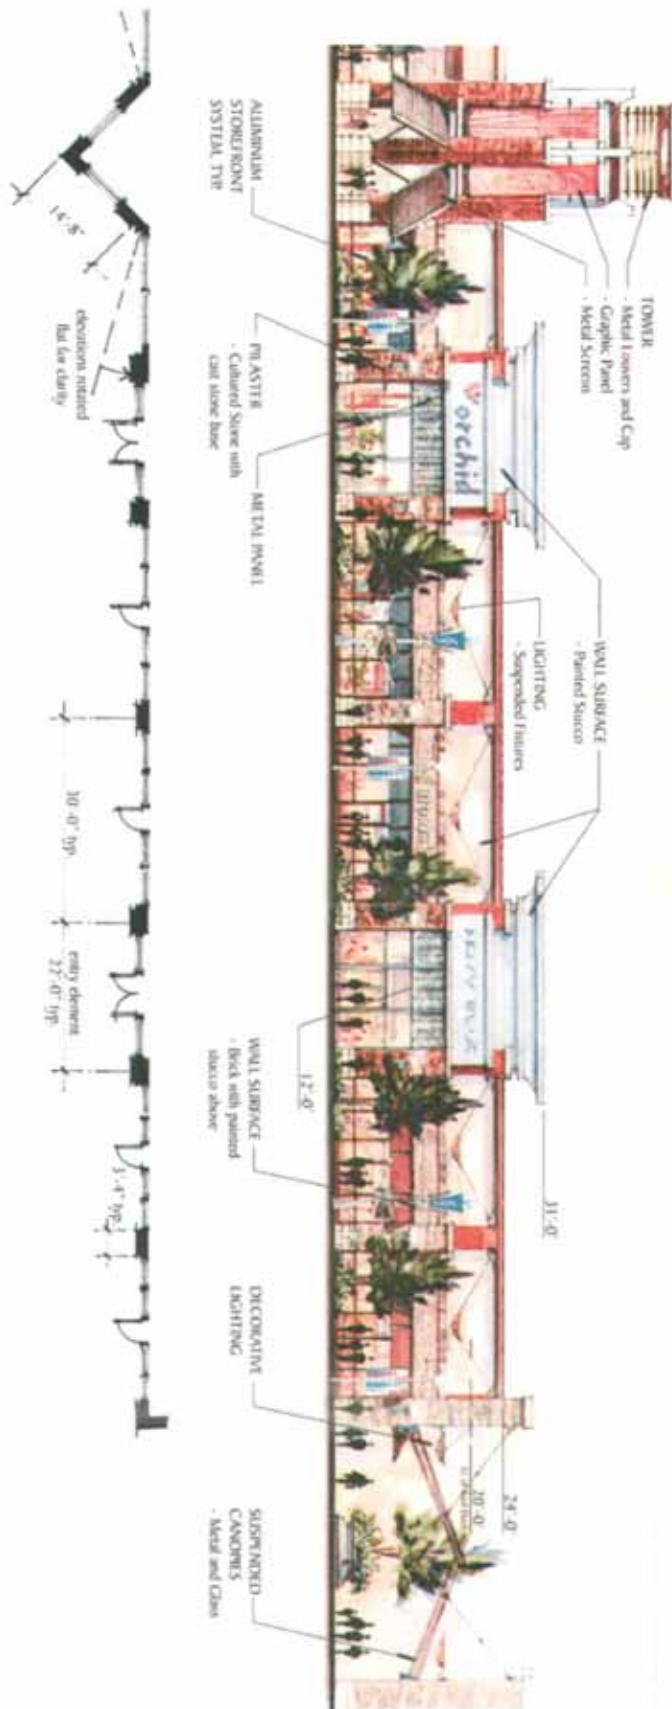 TOWER
- Metal Louvers and Cap
- Graphic Panel
- Metal Screens
WALL SURFACE
- Painted Stucco
LIGHTING
- Suspended Fixtures
orchid
33'-0"
24'-0"
20'-0"
12'-0"
ALUMINUM
STOREFRONT
SYSTEM, TYP.
PILASTER
- Cultured Stone with
cast stone base
METAL PANEL
WALL SURFACE
- Brick with painted
stucco above
DECORATIVE
LIGHTING
SUSPENDED
CANOPIES
- Metal and Glass
14'-8"
elevations rotated
flat for clarity
30'-0" typ.
entry element
22'-0" typ.
3'-4" typ.